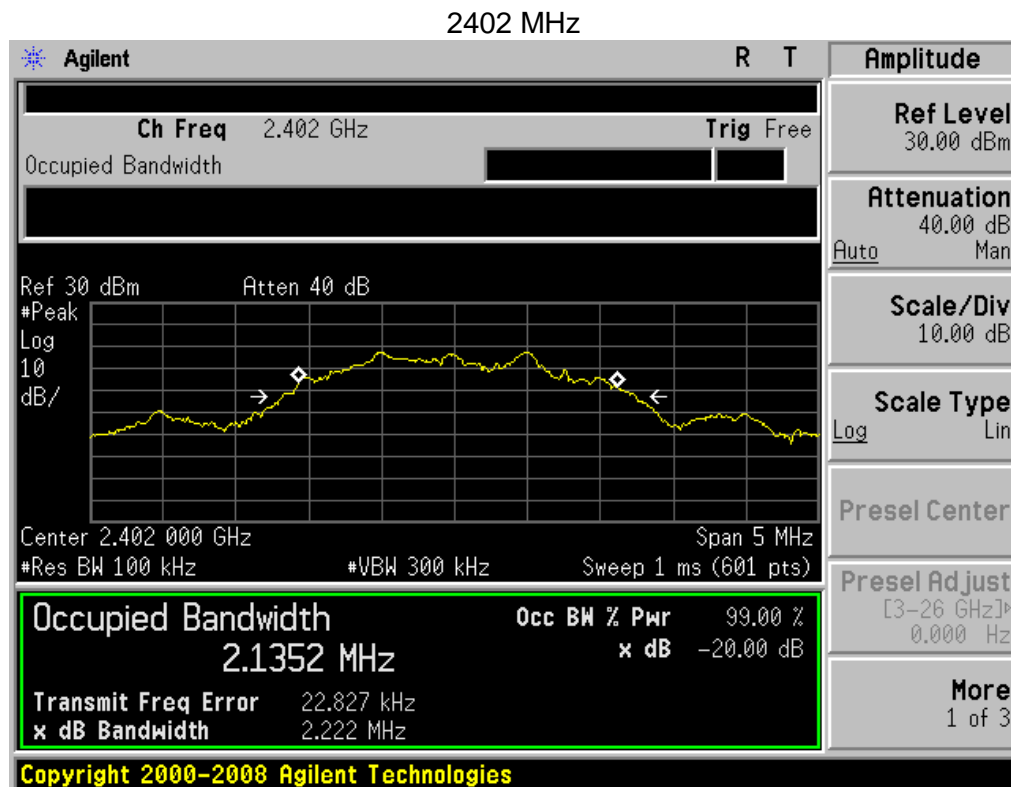 2402 MHz
Agilent R T
Ch Freq 2.402 GHz Trig Free
Occupied Bandwidth
Ref 30 dBm Atten 40 dB
#Peak
Log
10
dB/
Center 2.402 000 GHz Span 5 MHz
#Res BW 100 kHz #VBW 300 kHz Sweep 1 ms (601 pts)
Occupied Bandwidth Occ BW % Pwr 99.00 %
2.1352 MHz x dB -20.00 dB
Transmit Freq Error 22.827 kHz
x dB Bandwidth 2.222 MHz
Copyright 2000-2008 Agilent Technologies
Amplitude
Ref Level
30.00 dBm
Attenuation
40.00 dB
Auto Man
Scale/Div
10.00 dB
Scale Type
Log Lin
Presel Center
Presel Adjust
[3-26 GHz]
0.000 Hz
More
1 of 3